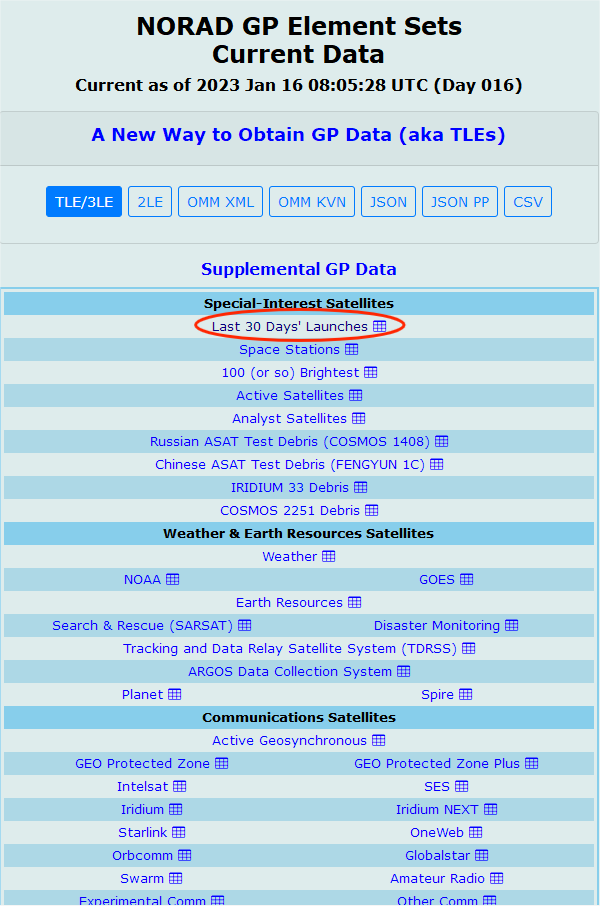 NORAD GP Element Sets
Current Data
Current as of 2023 Jan 16 08:05:28 UTC (Day 016)
A New Way to Obtain GP Data (aka TLEs)
TLE/3LE 2LE OMM XML OMM KVN JSON JSON PP CSV
Supplemental GP Data
Special-Interest Satellites
Last 30 Days' Launches
Space Stations
100 (or so) Brightest
Active Satellites
Analyst Satellites
Russian ASAT Test Debris (COSMOS 1408)
Chinese ASAT Test Debris (FENGYUN 1C)
IRIDIUM 33 Debris
COSMOS 2251 Debris
Weather & Earth Resources Satellites
Weather
NOAA GOES
Earth Resources
Search & Rescue (SARSAT) Disaster Monitoring
Tracking and Data Relay Satellite System (TDRSS)
ARGOS Data Collection System
Planet Spire
Communications Satellites
Active Geosynchronous
GEO Protected Zone GEO Protected Zone Plus
Intelsat SES
Iridium Iridium NEXT
Starlink OneWeb
Orbcomm Globalstar
Swarm Amateur Radio
Experimental Comm Other Comm